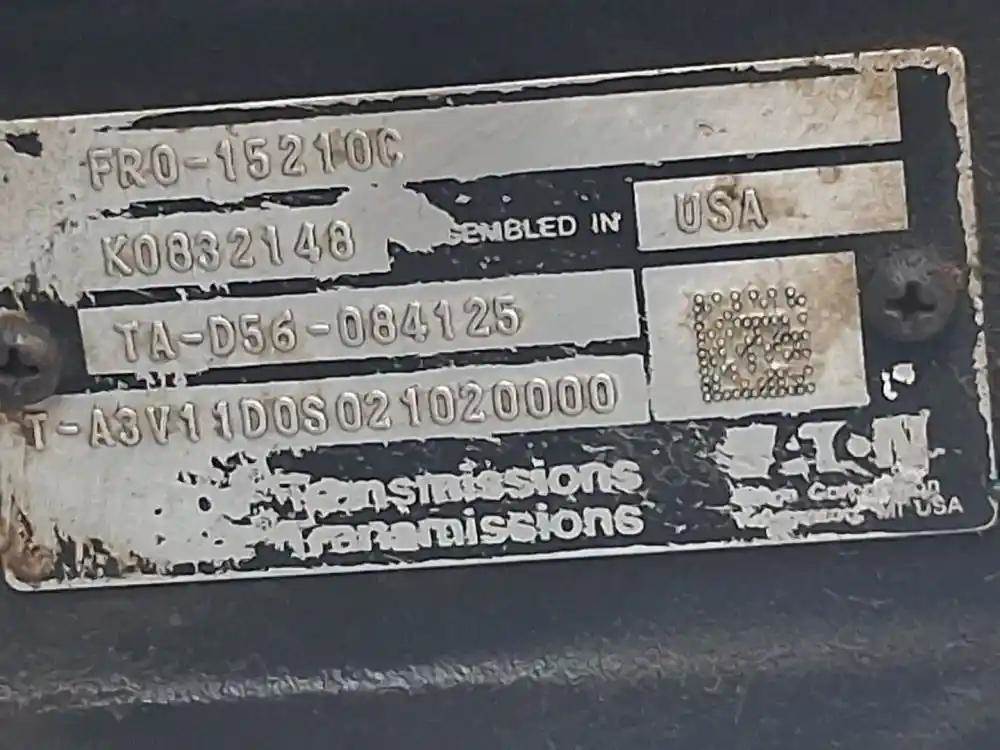 FRO-15210C
K0832148 SEMBLED IN USA
TA-D56-084125
T-A3V11D0S021020000
Transmissions
Transmissions
MI USA